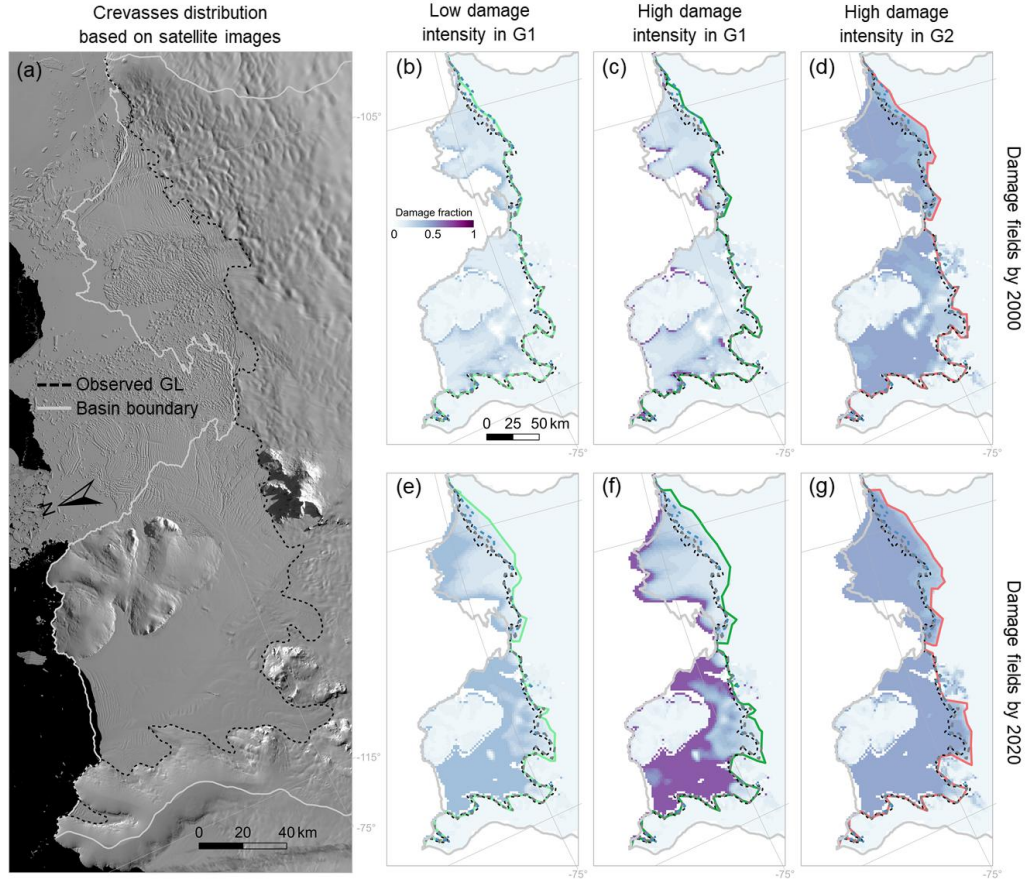 Crevasses distribution
based on satellite images
Low damage
intensity in G1
High damage
intensity in G1
High damage
intensity in G2
(a)
(b)
(c)
(d)
-105°
Damage fraction
0 0.5 1
Observed GL
Basin boundary
0 25 50 km
-75°
-75°
-75°
Damage fields by 2000
N
(e)
(f)
(g)
-115°
-75°
0 20 40 km
-75°
-75°
-75°
Damage fields by 2020